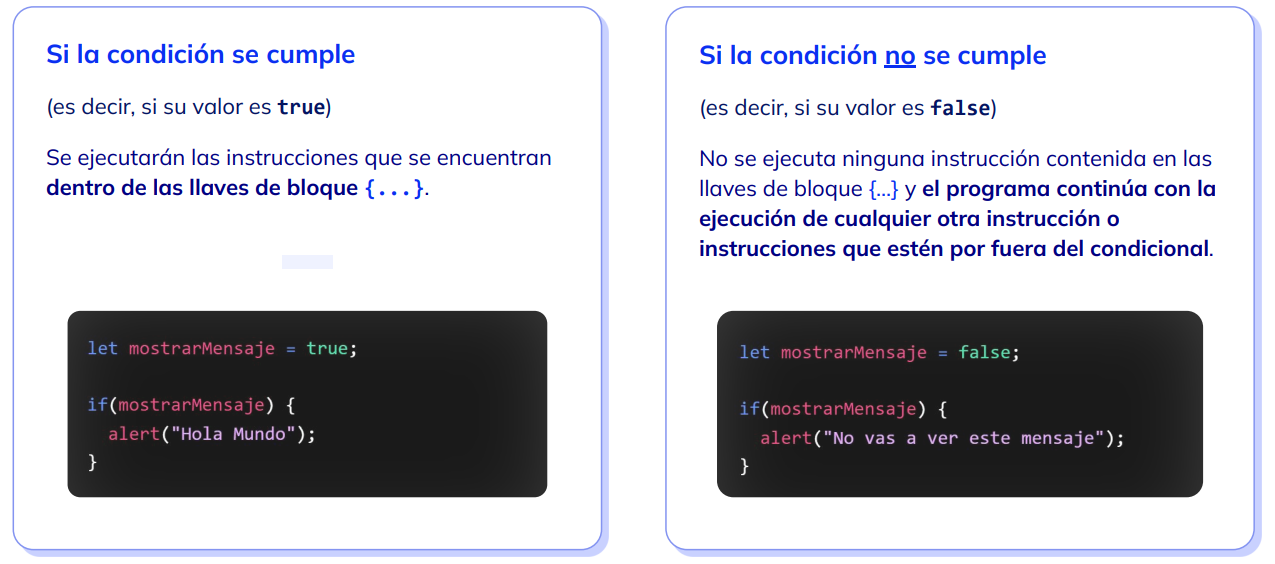 Si la condición se cumple
(es decir, si su valor es true)
Se ejecutarán las instrucciones que se encuentran
dentro de las llaves de bloque {...}.
let mostrarMensaje = true;
if(mostrarMensaje) {
  alert("Hola Mundo");
}
Si la condición no se cumple
(es decir, si su valor es false)
No se ejecuta ninguna instrucción contenida en las
llaves de bloque {...} y el programa continúa con la
ejecución de cualquier otra instrucción o
instrucciones que estén por fuera del condicional.
let mostrarMensaje = false;
if(mostrarMensaje) {
  alert("No vas a ver este mensaje");
}